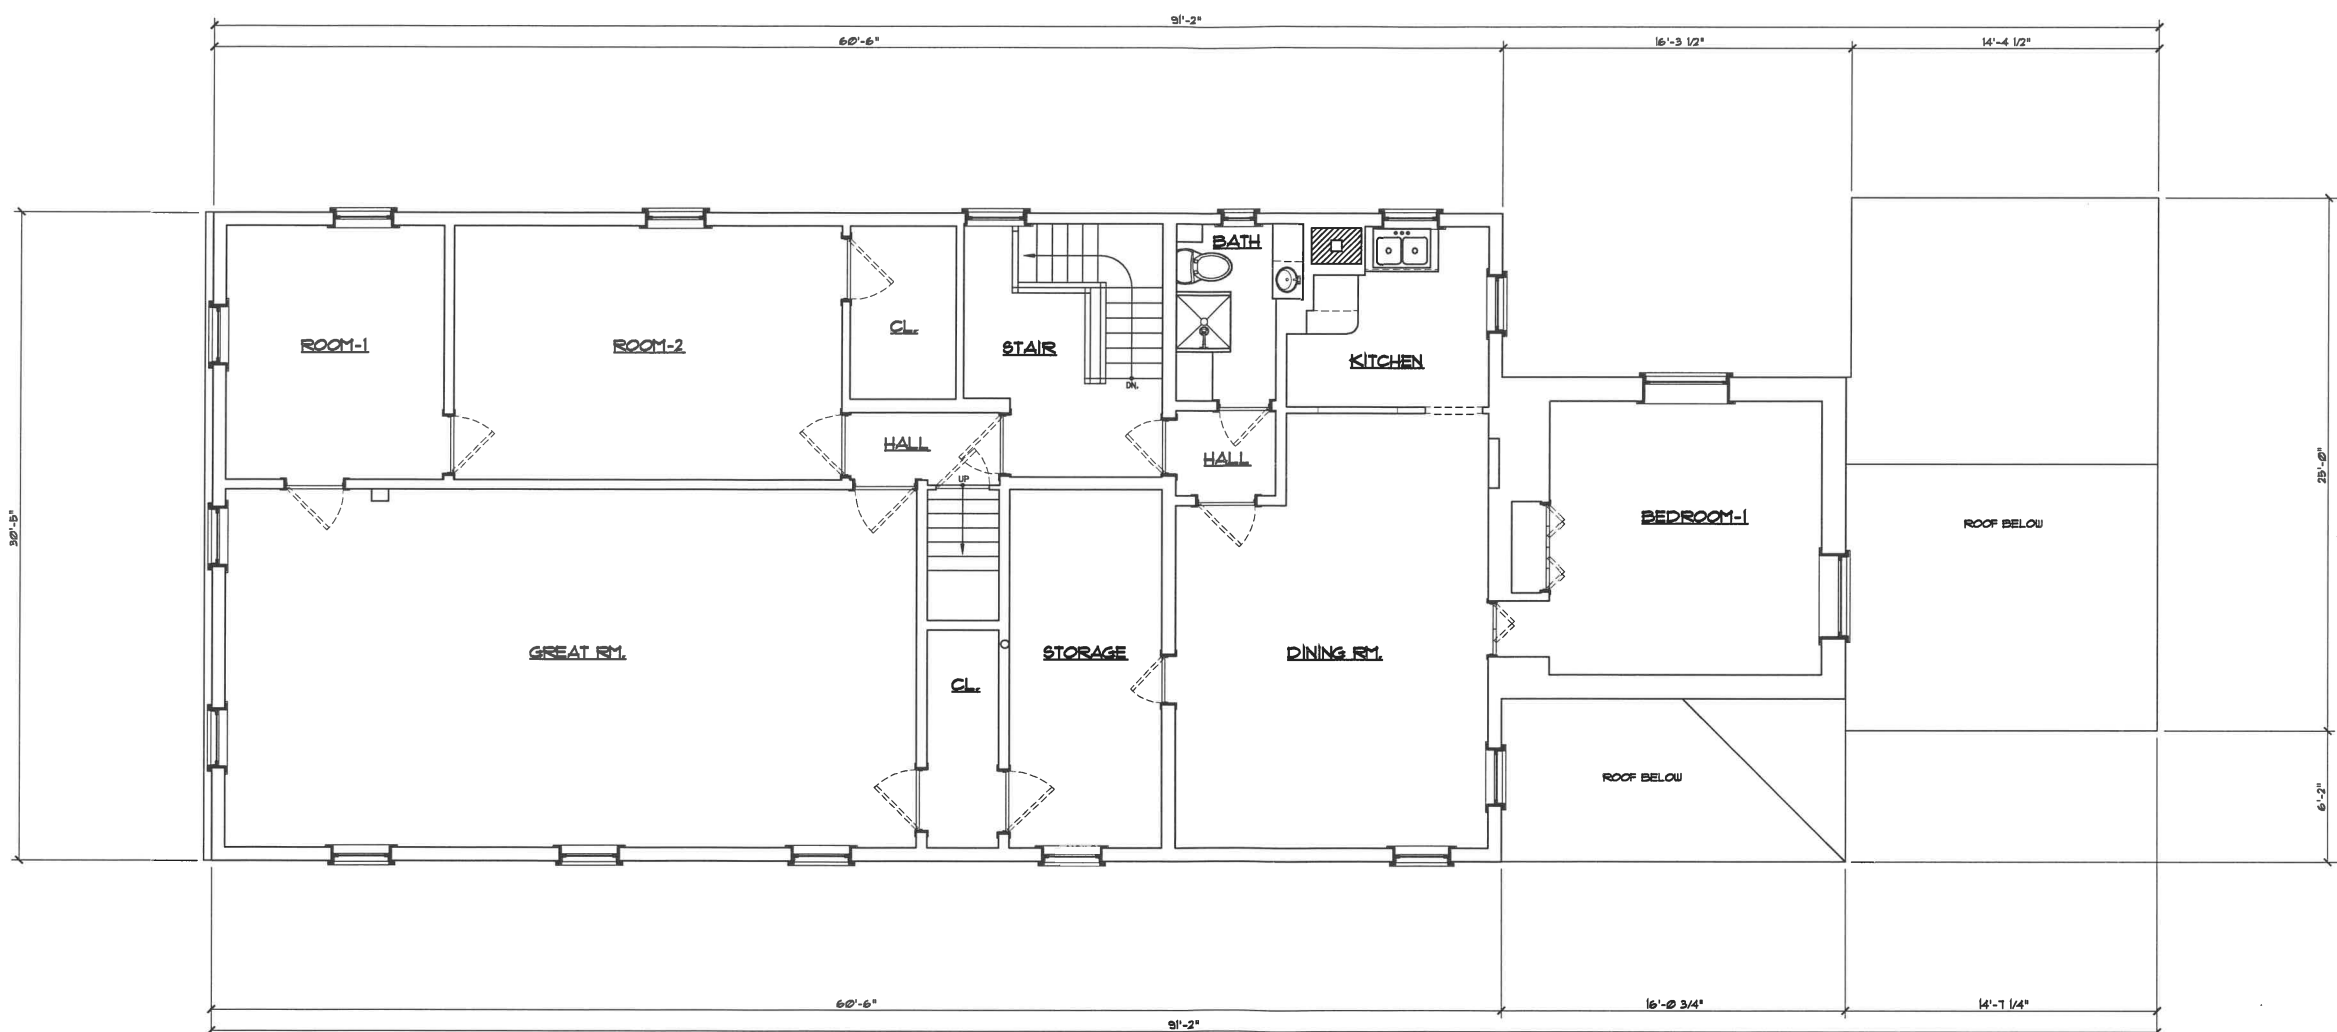 91'-2"
60'-6"
16'-3 1/2"
14'-4 1/2"
BATH
CL.
ROOM-1
ROOM-2
STAIR
KITCHEN
DN.
HALL
HALL
UP
30'-5"
25'-0"
BEDROOM-1
ROOF BELOW
GREAT RM.
STORAGE
DINING RM.
CL.
ROOF BELOW
6'-2"
60'-6"
16'-0 3/4"
14'-7 1/4"
91'-2"